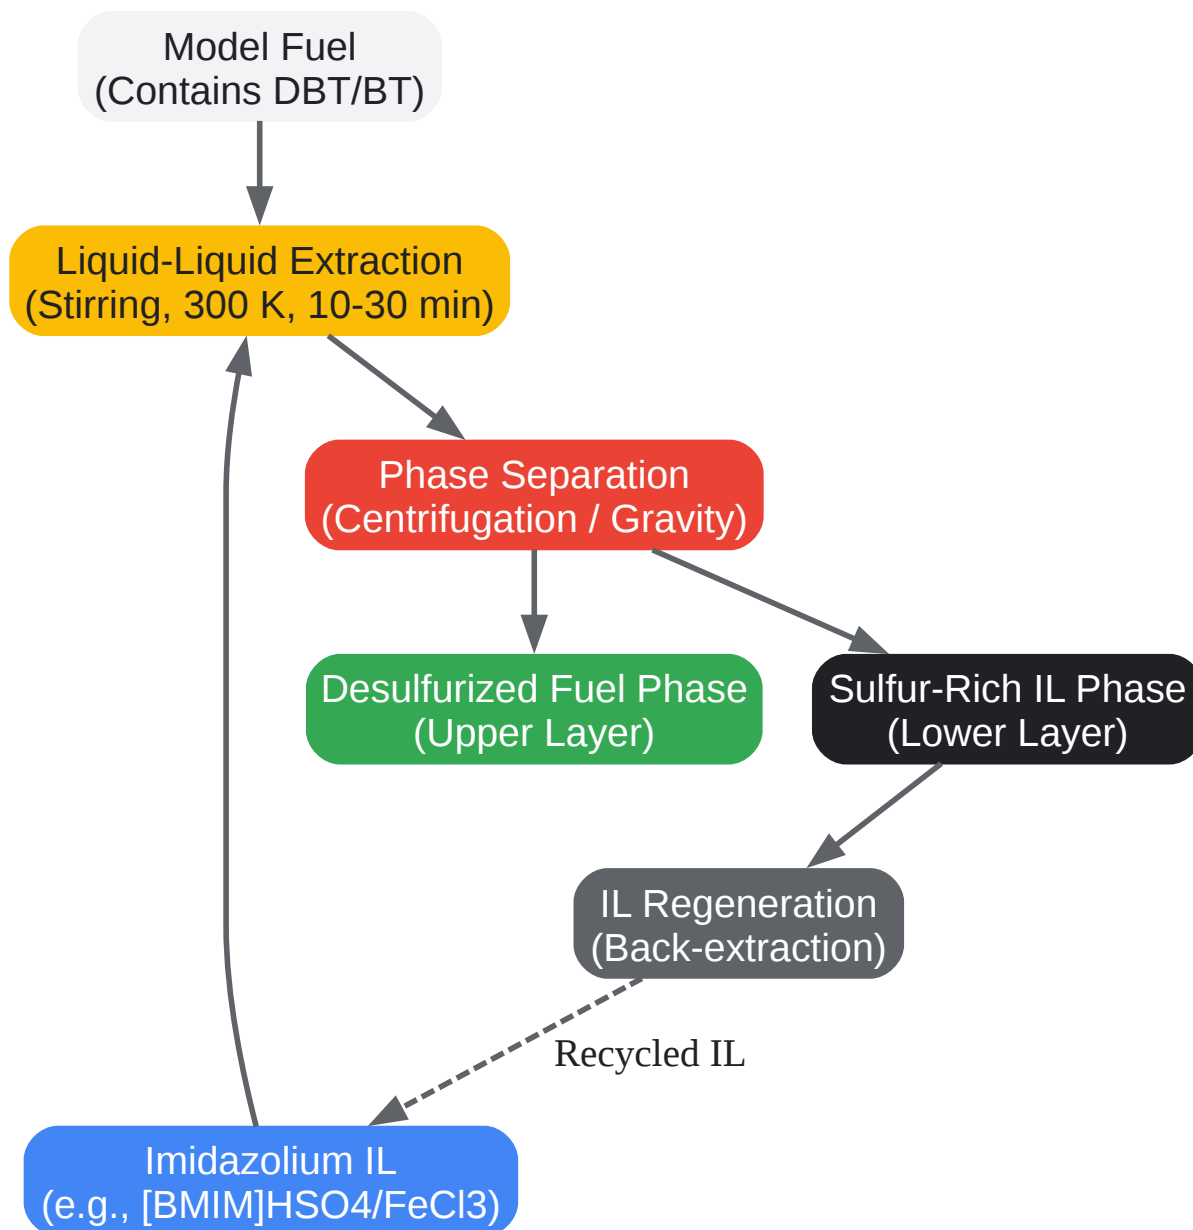 Model Fuel
(Contains DBT/BT)
Liquid-Liquid Extraction
(Stirring, 300 K, 10-30 min)
Phase Separation
(Centrifugation / Gravity)
Desulfurized Fuel Phase
(Upper Layer)
Sulfur-Rich IL Phase
(Lower Layer)
IL Regeneration
(Back-extraction)
Recycled IL
Imidazolium IL
(e.g., [BMIM]HSO4/FeCl3)